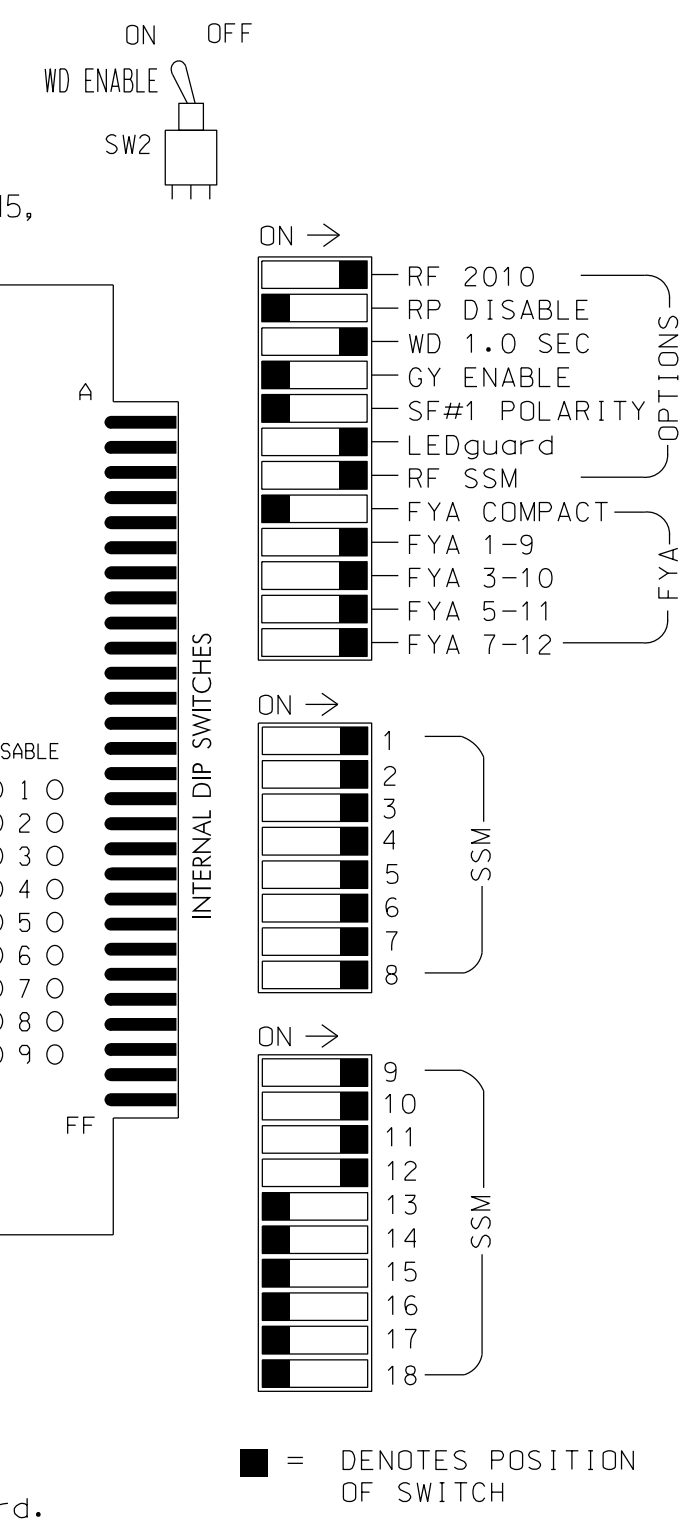 ON OFF
WD ENABLE
SW2
15,
ON →
RF 2010
RP DISABLE
WD 1.0 SEC
GY ENABLE
SF#1 POLARITY
LEDguard
RF SSM
OPTIONS
FYA COMPACT
FYA 1-9
FYA 3-10
FYA 5-11
FYA 7-12
FYA
A
FF
INTERNAL DIP SWITCHES
SABLE
1
2
3
4
5
6
7
8
9
ON →
1
2
3
4
5
6
7
8
SSM
ON →
9
10
11
12
13
14
15
16
17
18
SSM
= DENOTES POSITION
OF SWITCH
rd.